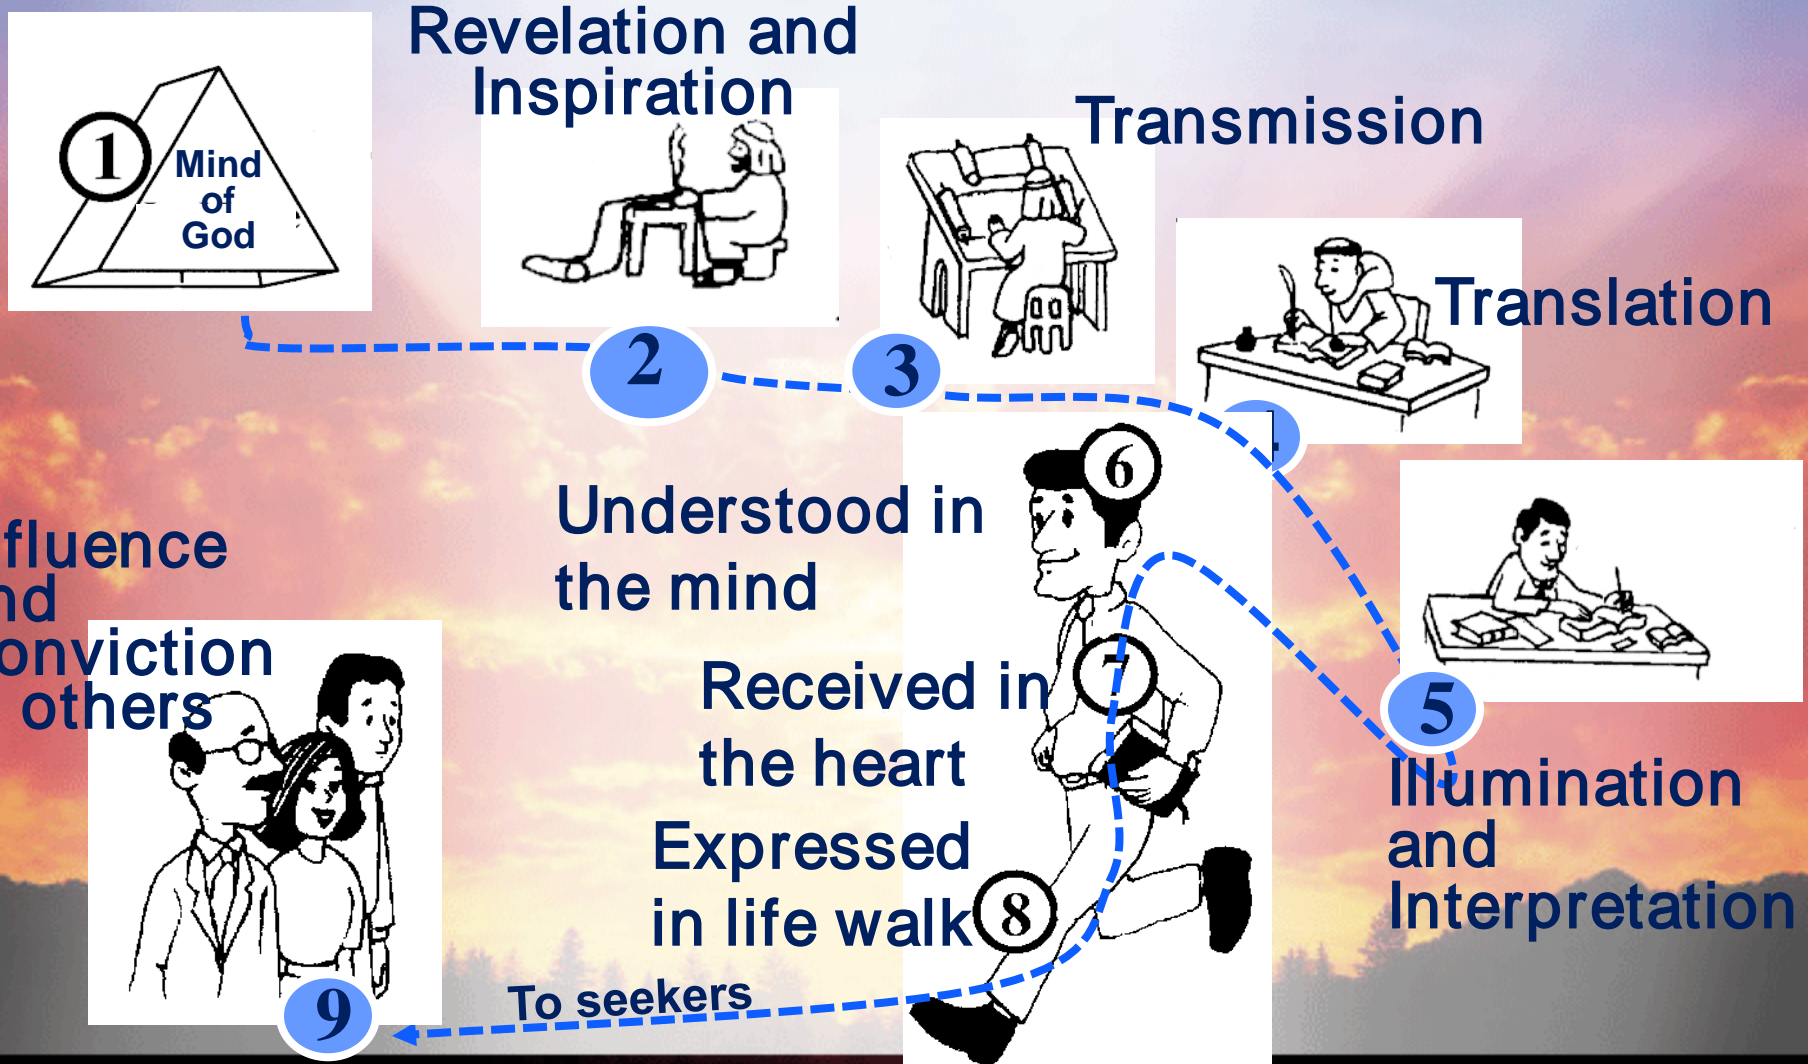 1
Mind
of
God
Revelation and
Inspiration
2
Transmission
3
Translation
5
Illumination
and
Interpretation
6
Understood in
the mind
7
Received in
the heart
8
Expressed
in life walk
To seekers
9
fluence
nd
onviction
others